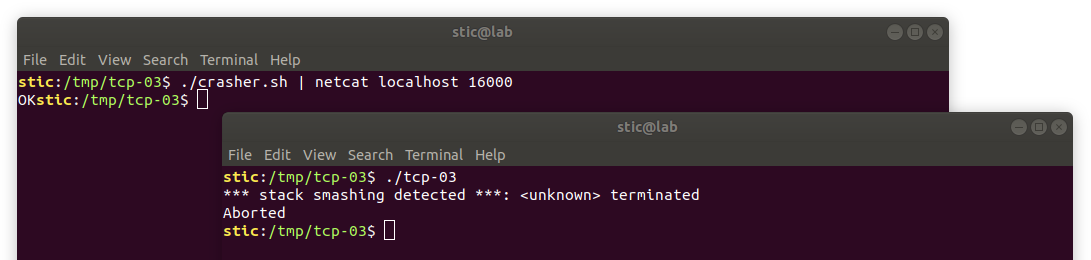 stic@lab
File Edit View Search Terminal Help
stic:/tmp/tcp-03$ ./crasher.sh | netcat localhost 16000
OKstic:/tmp/tcp-03$
stic@lab
File Edit View Search Terminal Help
stic:/tmp/tcp-03$ ./tcp-03
*** stack smashing detected ***: <unknown> terminated
Aborted
stic:/tmp/tcp-03$